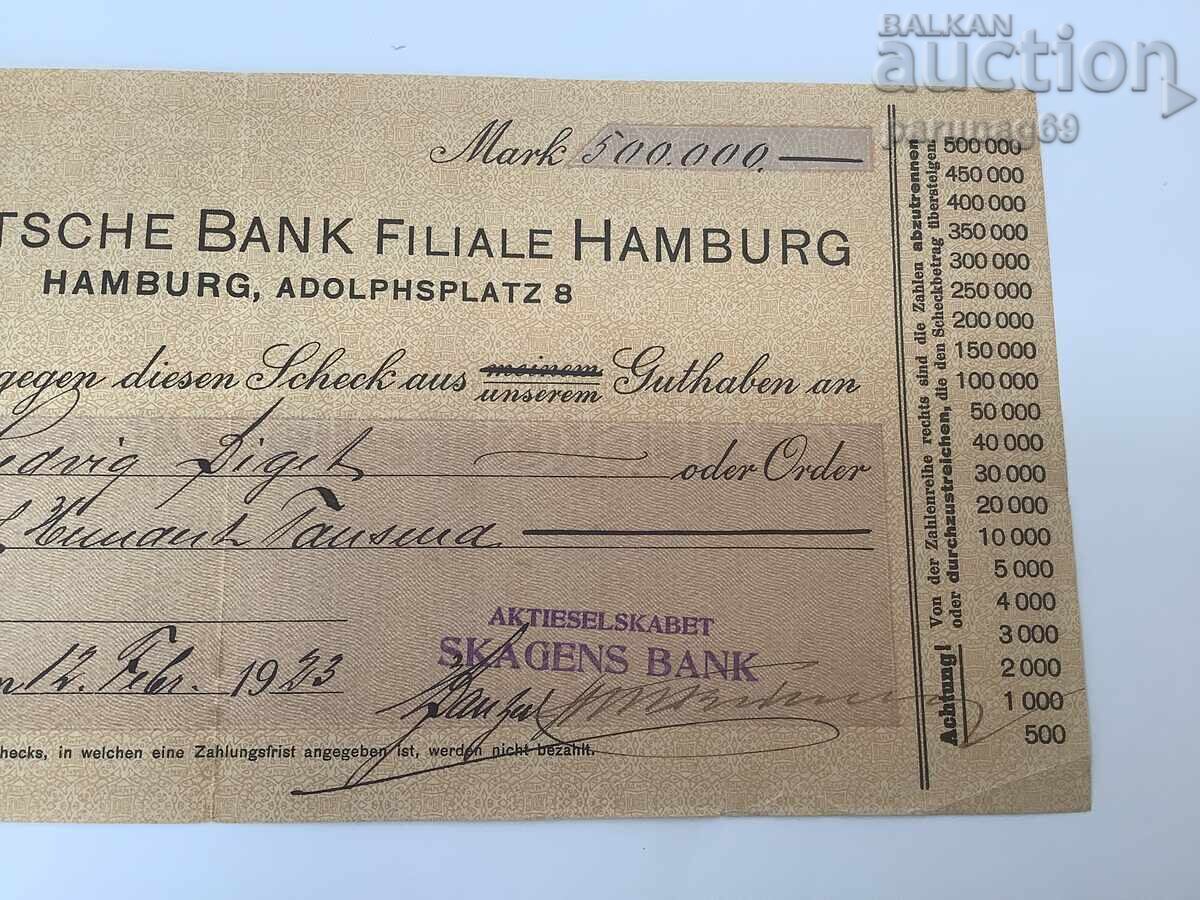 BALKAN
auction
parunag69
Mark 500.000.
TSCHE BANK FILIALE HAMBURG
HAMBURG, ADOLPHSPLATZ 8
gegen diesen Scheck aus meinem Guthaben an
unserem
oder Order
Hundert Tausend
AKTIESELSKABET
SKAGENS BANK
12. Febr. 1923
checks, in welchen eine Zahlungsfrist angegeben ist, werden nicht bezahlt.
Achtung! Von der Zahlenreihe rechts sind die Zahlen abzutrennen
oder durchzustreichen, die den Scheckbetrag übersteigen.
500 000
450 000
400 000
350 000
300 000
250 000
200 000
150 000
100 000
50 000
40 000
30 000
20 000
10 000
5 000
4 000
3 000
2 000
1 000
500